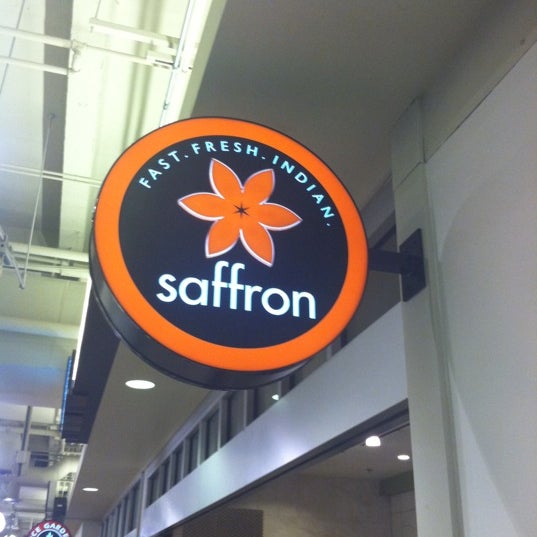 FAST. FRESH. INDIAN.
saffron